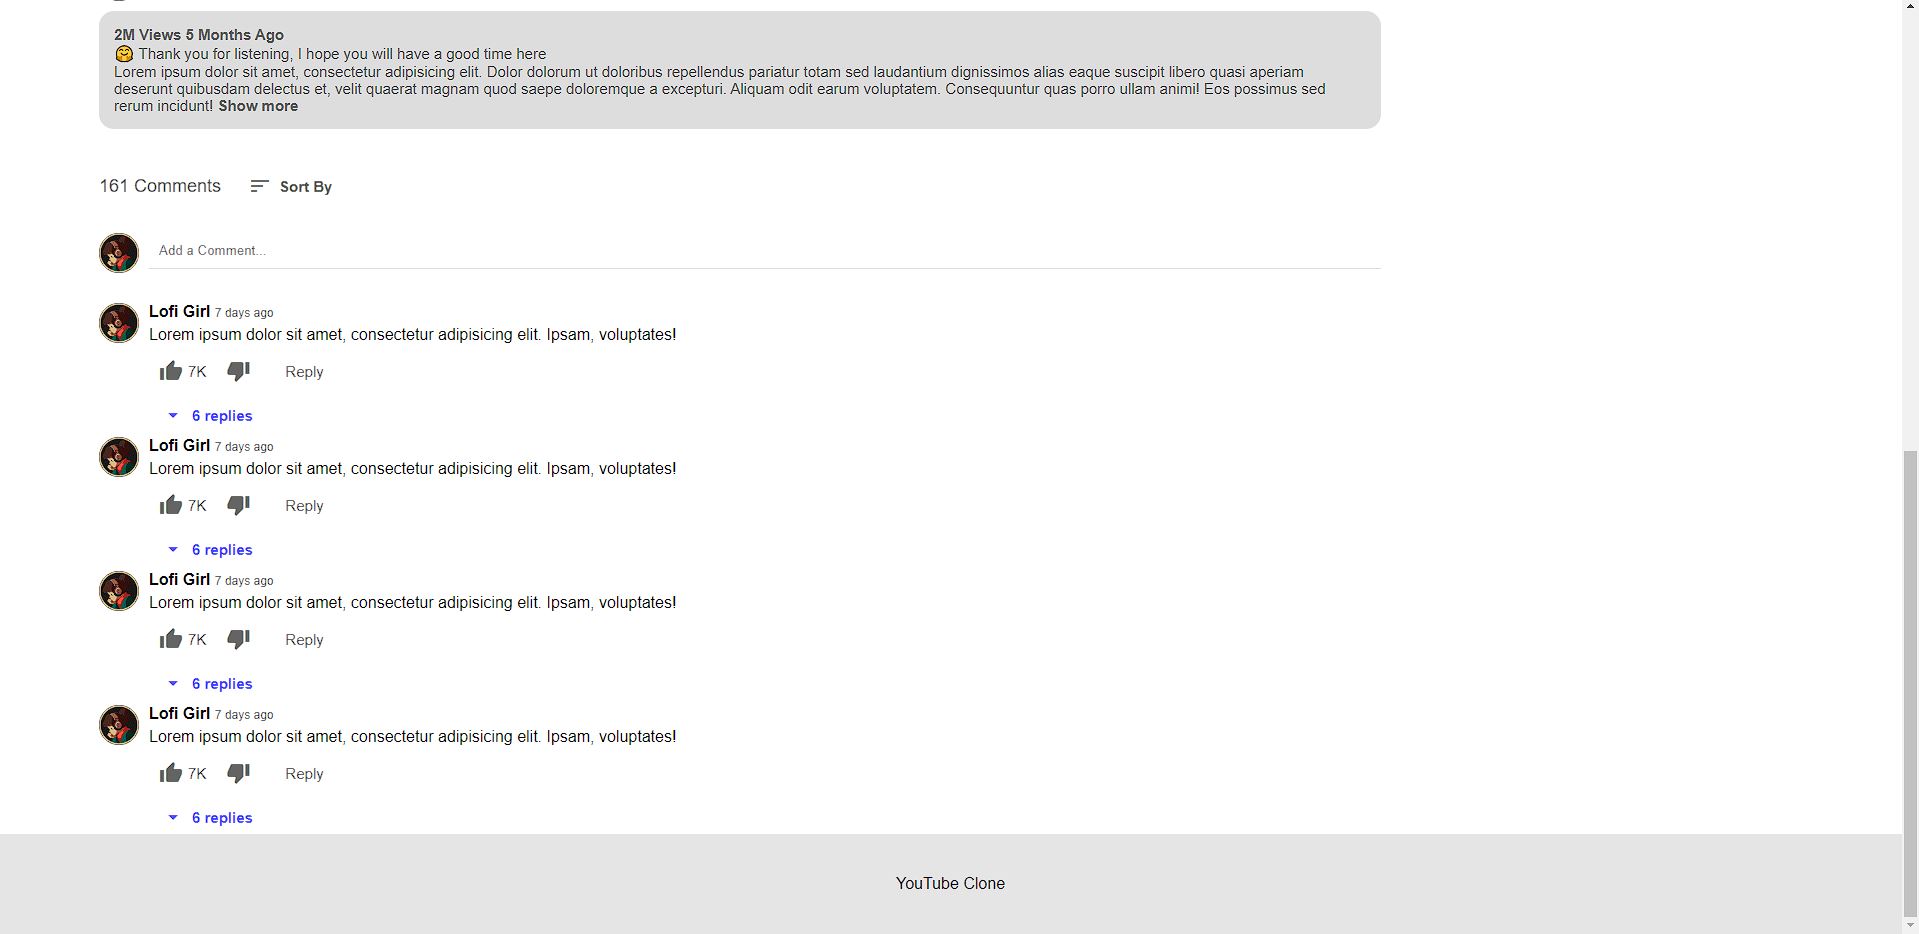 2M Views 5 Months Ago
🤗 Thank you for listening, I hope you will have a good time here
Lorem ipsum dolor sit amet, consectetur adipisicing elit. Dolor dolorum ut doloribus repellendus pariatur totam sed laudantium dignissimos alias eaque suscipit libero quasi aperiam
deserunt quibusdam delectus et, velit quaerat magnam quod saepe doloremque a excepturi. Aliquam odit earum voluptatem. Consequuntur quas porro ullam animi! Eos possimus sed
rerum incidunt! Show more
161 Comments Sort By
Add a Comment...
Lofi Girl 7 days ago
Lorem ipsum dolor sit amet, consectetur adipisicing elit. Ipsam, voluptates!
7K Reply
6 replies
Lofi Girl 7 days ago
Lorem ipsum dolor sit amet, consectetur adipisicing elit. Ipsam, voluptates!
7K Reply
6 replies
Lofi Girl 7 days ago
Lorem ipsum dolor sit amet, consectetur adipisicing elit. Ipsam, voluptates!
7K Reply
6 replies
Lofi Girl 7 days ago
Lorem ipsum dolor sit amet, consectetur adipisicing elit. Ipsam, voluptates!
7K Reply
6 replies
YouTube Clone